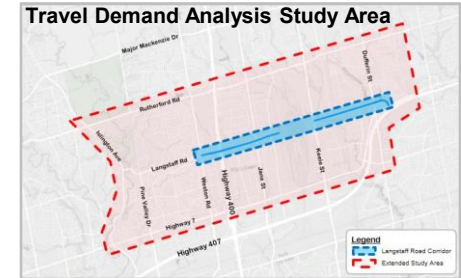 Travel Demand Analysis Study Area
Major Mackenzie Dr
Dufferin St
Rutherford Rd
Islington Ave
Langstaff Rd
Pine Valley Dr
Weston Rd
Highway 400
Jane St
Keele St
Highway 7
Highway 407
Legend
Langstaff Road Corridor
Extended Study Area